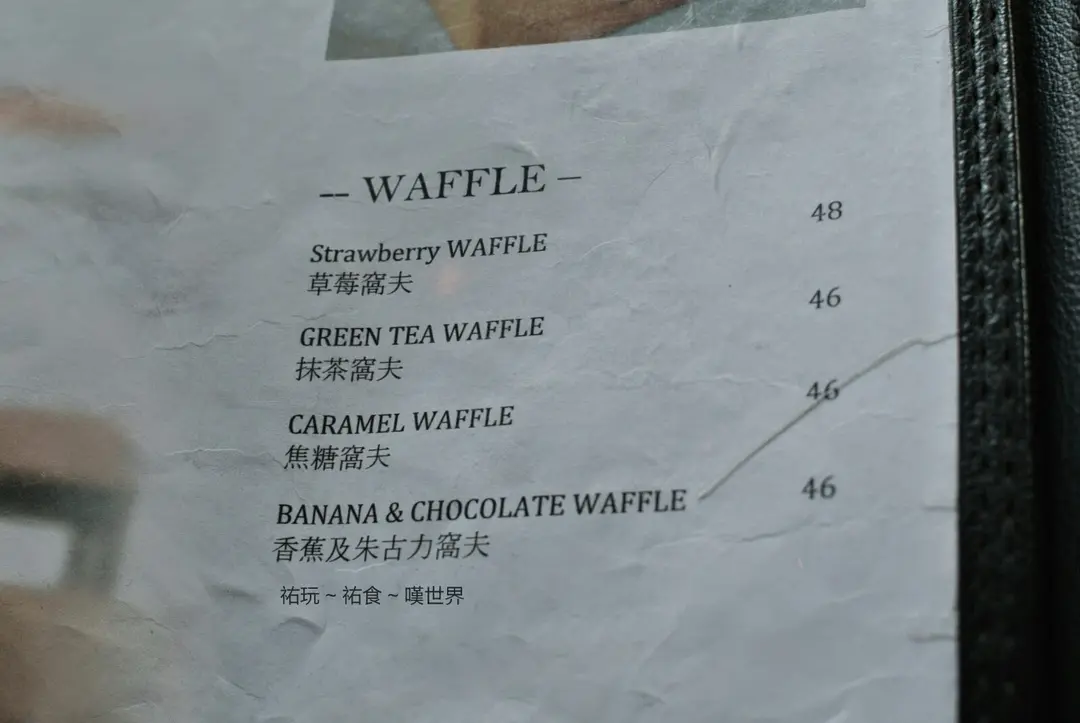 -- WAFFLE –
48
Strawberry WAFFLE
草莓窩夫
46
GREEN TEA WAFFLE
抹茶窩夫
46
CARAMEL WAFFLE
焦糖窩夫
46
BANANA & CHOCOLATE WAFFLE
香蕉及朱古力窩夫
祐玩 ~ 祐食 ~ 嘆世界